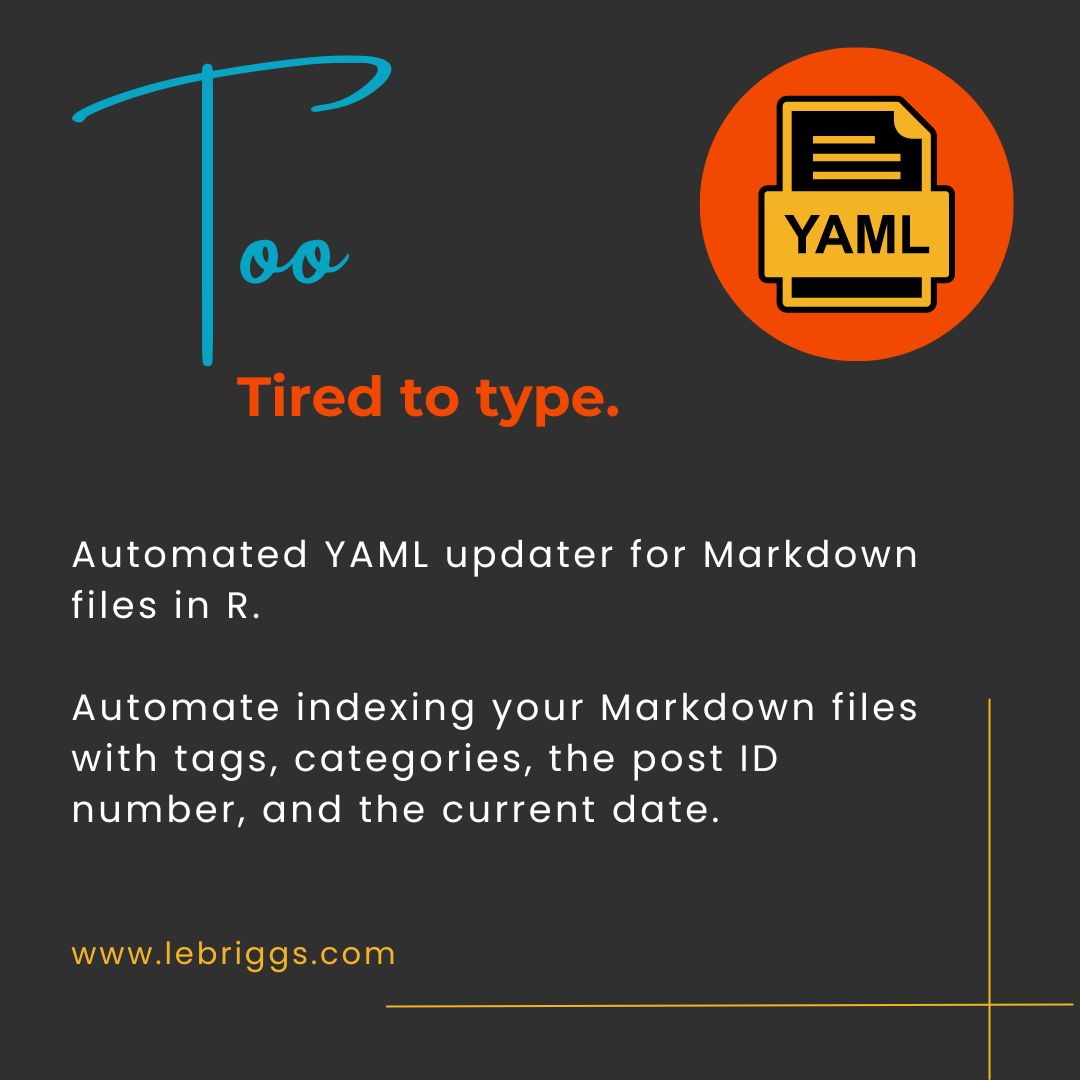 Too
YAML
Tired to type.
Automated YAML updater for Markdown
files in R.
Automate indexing your Markdown files
with tags, categories, the post ID
number, and the current date.
www.lebriggs.com